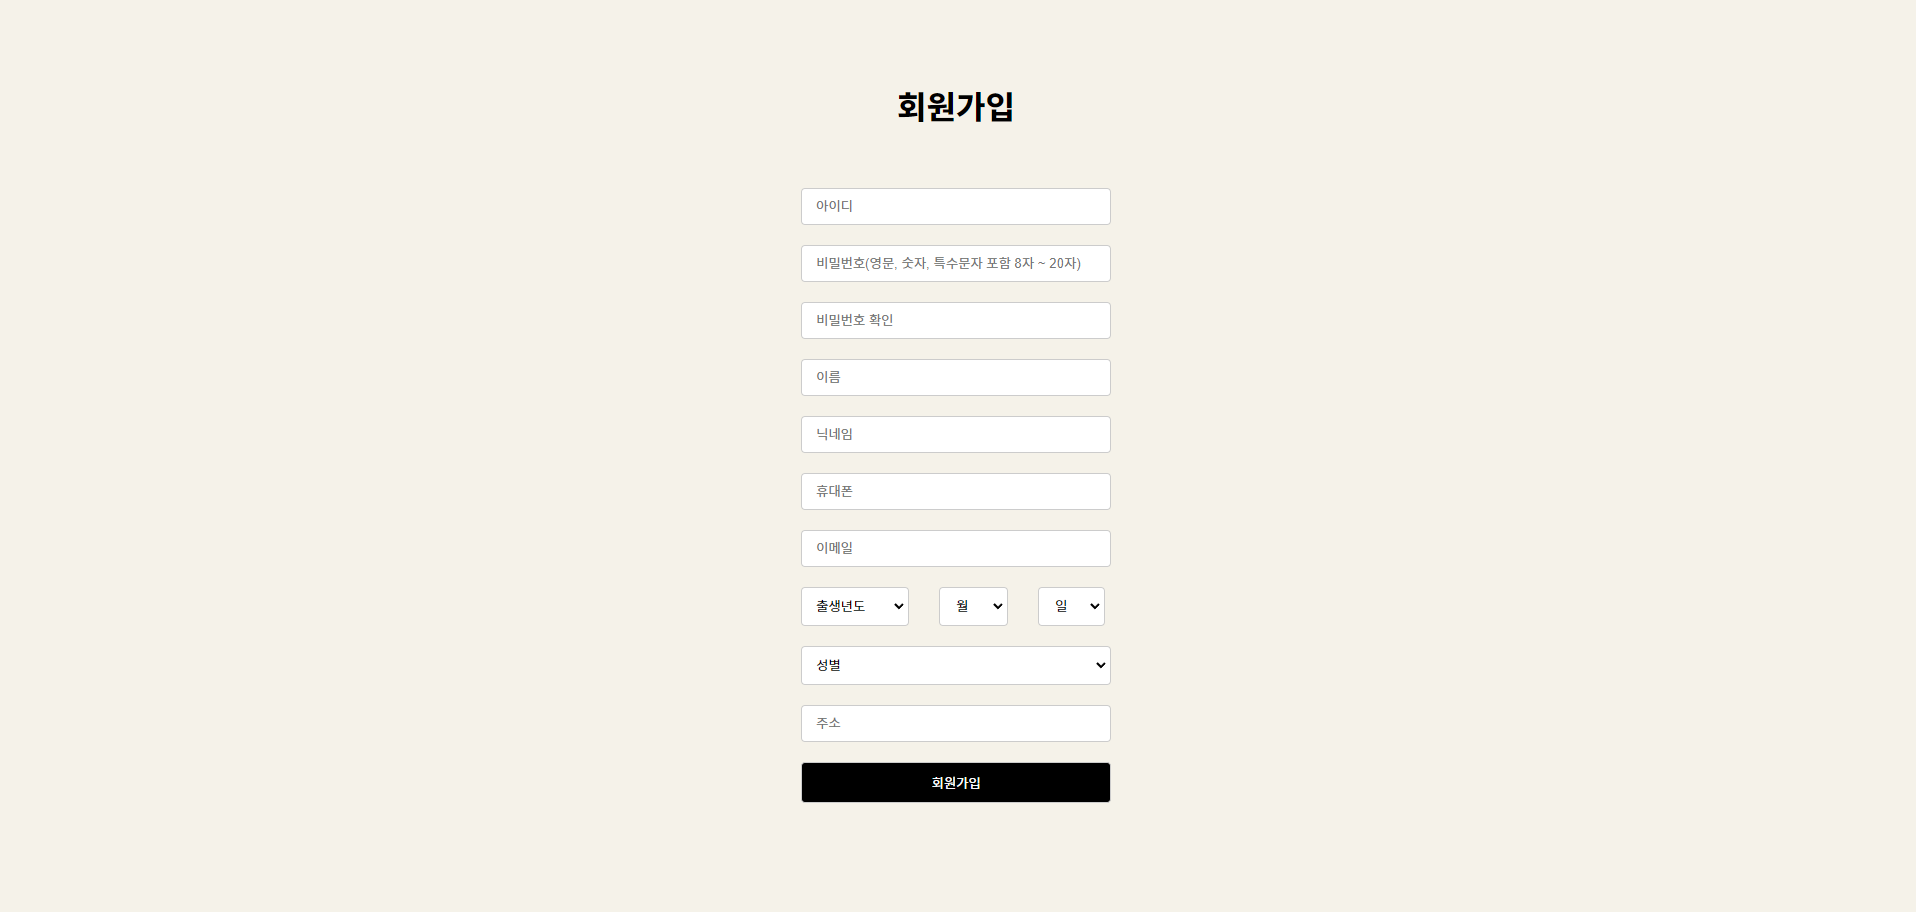 회원가입
아이디
비밀번호(영문, 숫자, 특수문자 포함 8자 ~ 20자)
비밀번호 확인
이름
닉네임
휴대폰
이메일
출생년도 월 일
성별
주소
회원가입